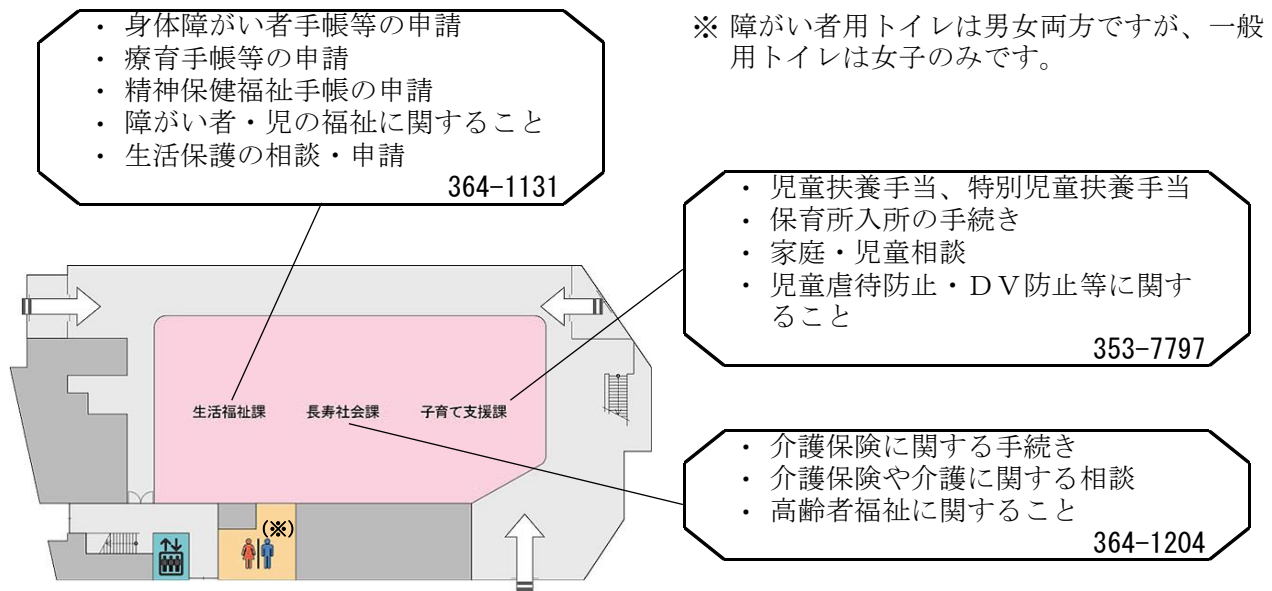 ・ 身体障がい者手帳等の申請
・ 療育手帳等の申請
・ 精神保健福祉手帳の申請
・ 障がい者・児の福祉に関すること
・ 生活保護の相談・申請
364-1131
※ 障がい者用トイレは男女両方ですが、一般
用トイレは女子のみです。
・ 児童扶養手当、特別児童扶養手当
・ 保育所入所の手続き
・ 家庭・児童相談
・ 児童虐待防止・ＤＶ防止等に関す
ること
353-7797
生活福祉課 長寿社会課 子育て支援課
・ 介護保険に関する手続き
・ 介護保険や介護に関する相談
・ 高齢者福祉に関すること
364-1204
(※)